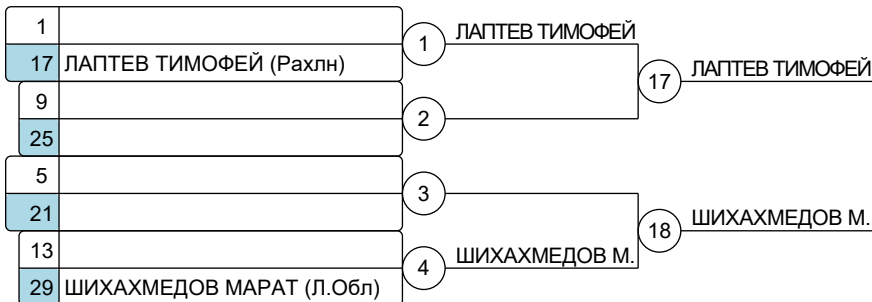 1
1 ЛАПТЕВ ТИМОФЕЙ
17 ЛАПТЕВ ТИМОФЕЙ (Рахлн)
17 ЛАПТЕВ ТИМОФЕЙ
9
2
25
5
3
21
18 ШИХАХМЕДОВ М.
13
4 ШИХАХМЕДОВ М.
29 ШИХАХМЕДОВ МАРАТ (Л.Обл)